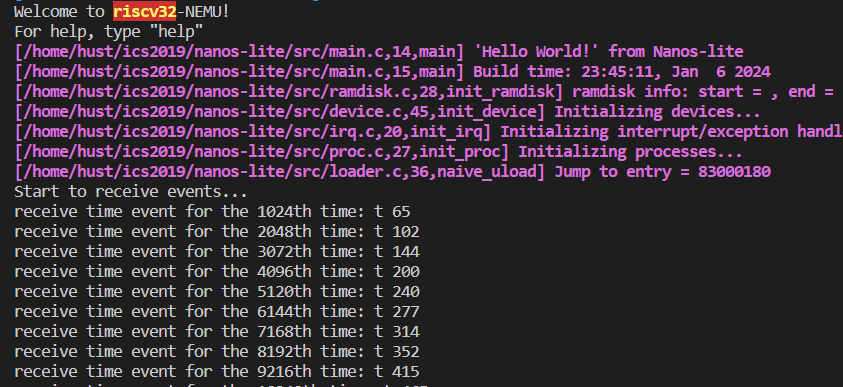 Welcome to riscv32-NEMU!
For help, type "help"
[/home/hust/ics2019/nanos-lite/src/main.c,14,main] 'Hello World!' from Nanos-lite
[/home/hust/ics2019/nanos-lite/src/main.c,15,main] Build time: 23:45:11, Jan  6 2024
[/home/hust/ics2019/nanos-lite/src/ramdisk.c,28,init_ramdisk] ramdisk info: start = , end =
[/home/hust/ics2019/nanos-lite/src/device.c,45,init_device] Initializing devices...
[/home/hust/ics2019/nanos-lite/src/irq.c,20,init_irq] Initializing interrupt/exception handl
[/home/hust/ics2019/nanos-lite/src/proc.c,27,init_proc] Initializing processes...
[/home/hust/ics2019/nanos-lite/src/loader.c,36,naive_uload] Jump to entry = 83000180
Start to receive events...
receive time event for the 1024th time: t 65
receive time event for the 2048th time: t 102
receive time event for the 3072th time: t 144
receive time event for the 4096th time: t 200
receive time event for the 5120th time: t 240
receive time event for the 6144th time: t 277
receive time event for the 7168th time: t 314
receive time event for the 8192th time: t 352
receive time event for the 9216th time: t 415